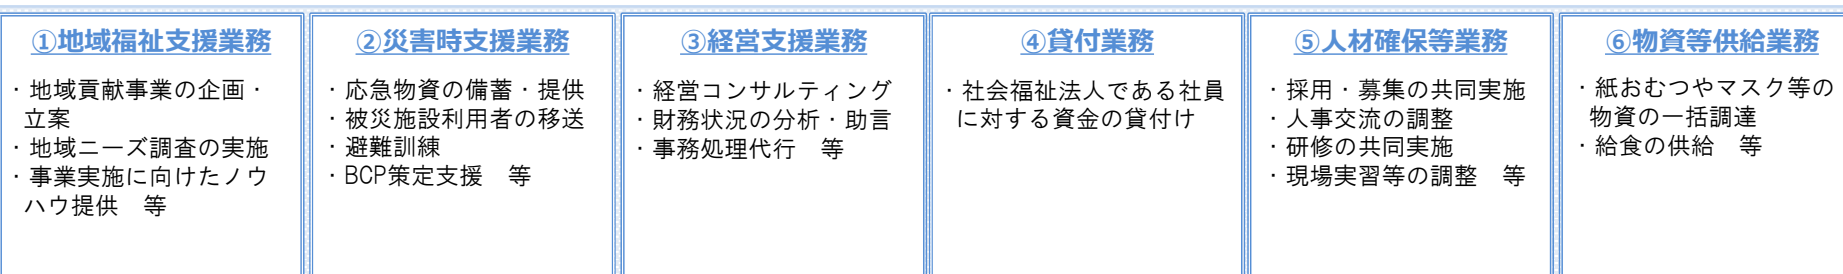 ①地域福祉支援業務
・地域貢献事業の企画・
立案
・地域ニーズ調査の実施
・事業実施に向けたノウ
ハウ提供　等
②災害時支援業務
・応急物資の備蓄・提供
・被災施設利用者の移送
・避難訓練
・BCP策定支援　等
③経営支援業務
・経営コンサルティング
・財務状況の分析・助言
・事務処理代行　等
④貸付業務
・社会福祉法人である社員
に対する資金の貸付け
⑤人材確保等業務
・採用・募集の共同実施
・人事交流の調整
・研修の共同実施
・現場実習等の調整　等
⑥物資等供給業務
・紙おむつやマスク等の
物資の一括調達
・給食の供給　等